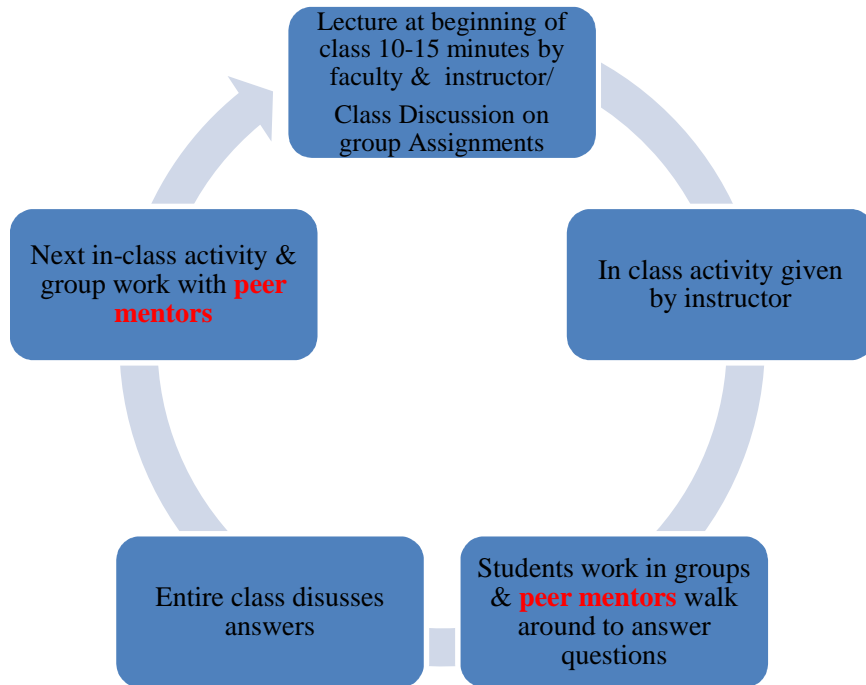 Lecture at beginning of
class 10-15 minutes by
faculty & instructor/
Class Discussion on
group Assignments
In class activity given
by instructor
Students work in groups
& peer mentors walk
around to answer
questions
Entire class disusses
answers
Next in-class activity &
group work with peer
mentors